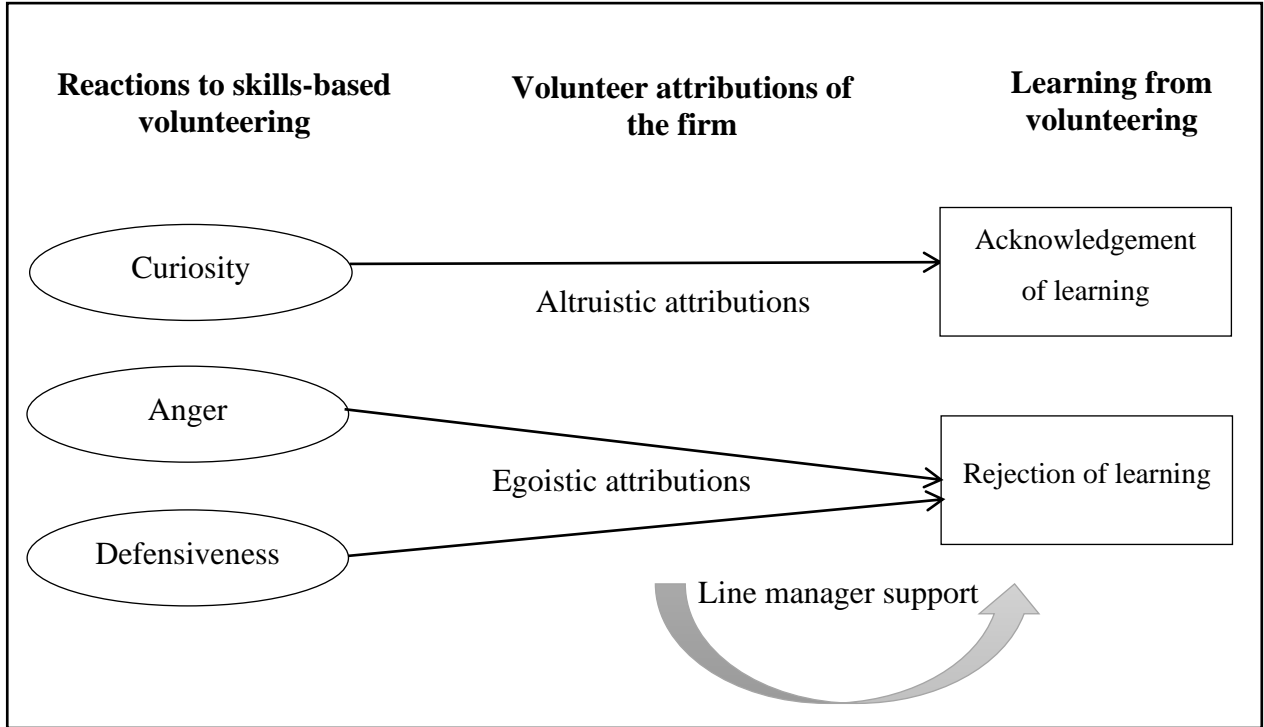 Reactions to skills-based
volunteering
Volunteer attributions of
the firm
Learning from
volunteering
Curiosity
Altruistic attributions
Acknowledgement
of learning
Anger
Egoistic attributions
Rejection of learning
Defensiveness
Line manager support